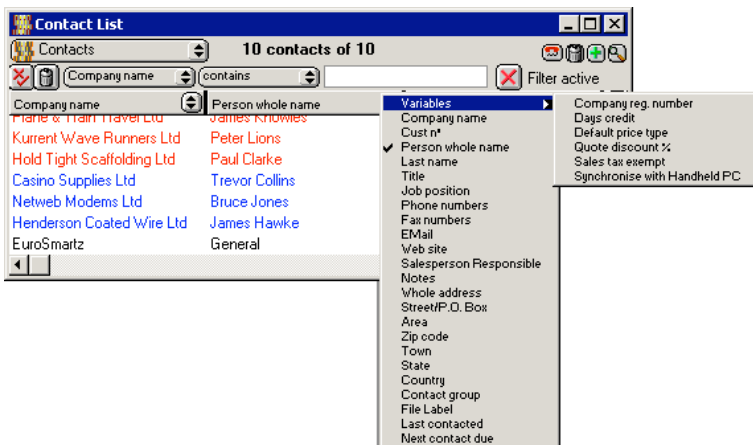 Contact List
Contacts
10 contacts of 10
Company name
contains
Filter active
Company name
Person whole name
Plane & Train Travel Ltd James Knowles
Kurrent Wave Runners Ltd Peter Lions
Hold Tight Scaffolding Ltd Paul Clarke
Casino Supplies Ltd Trevor Collins
Netweb Modems Ltd Bruce Jones
Henderson Coated Wire Ltd James Hawke
EuroSmartz General
Variables
Company name
Cust nº
Person whole name
Last name
Title
Job position
Phone numbers
Fax numbers
EMail
Web site
Salesperson Responsible
Notes
Whole address
Street/P.O. Box
Area
Zip code
Town
State
Country
Contact group
File Label
Last contacted
Next contact due
Company reg. number
Days credit
Default price type
Quote discount %
Sales tax exempt
Synchronise with Handheld PC